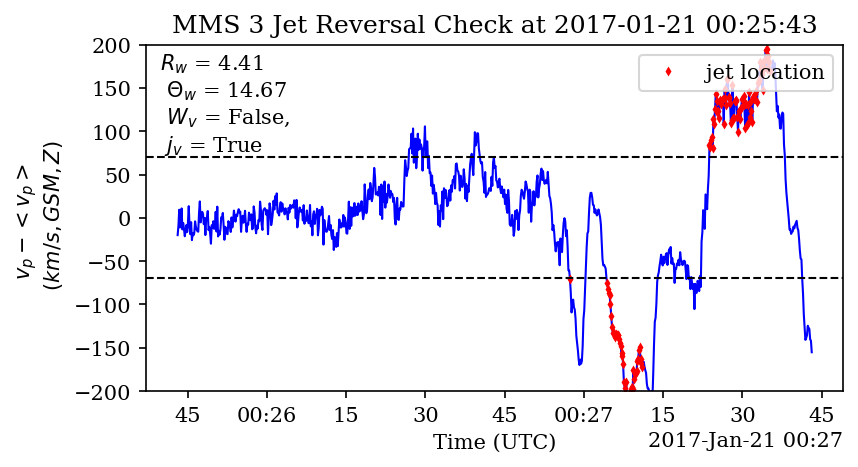 MMS 3 Jet Reversal Check at 2017-01-21 00:25:43
R_w = 4.41
Θ_w = 14.67
W_v = False,
j_v = True
jet location
200
150
100
50
0
−50
−100
−150
−200
v_p − < v_p >
(km/s, GSM, Z)
45 00:26 15 30 45 00:27 15 30 45
Time (UTC)
2017-Jan-21 00:27